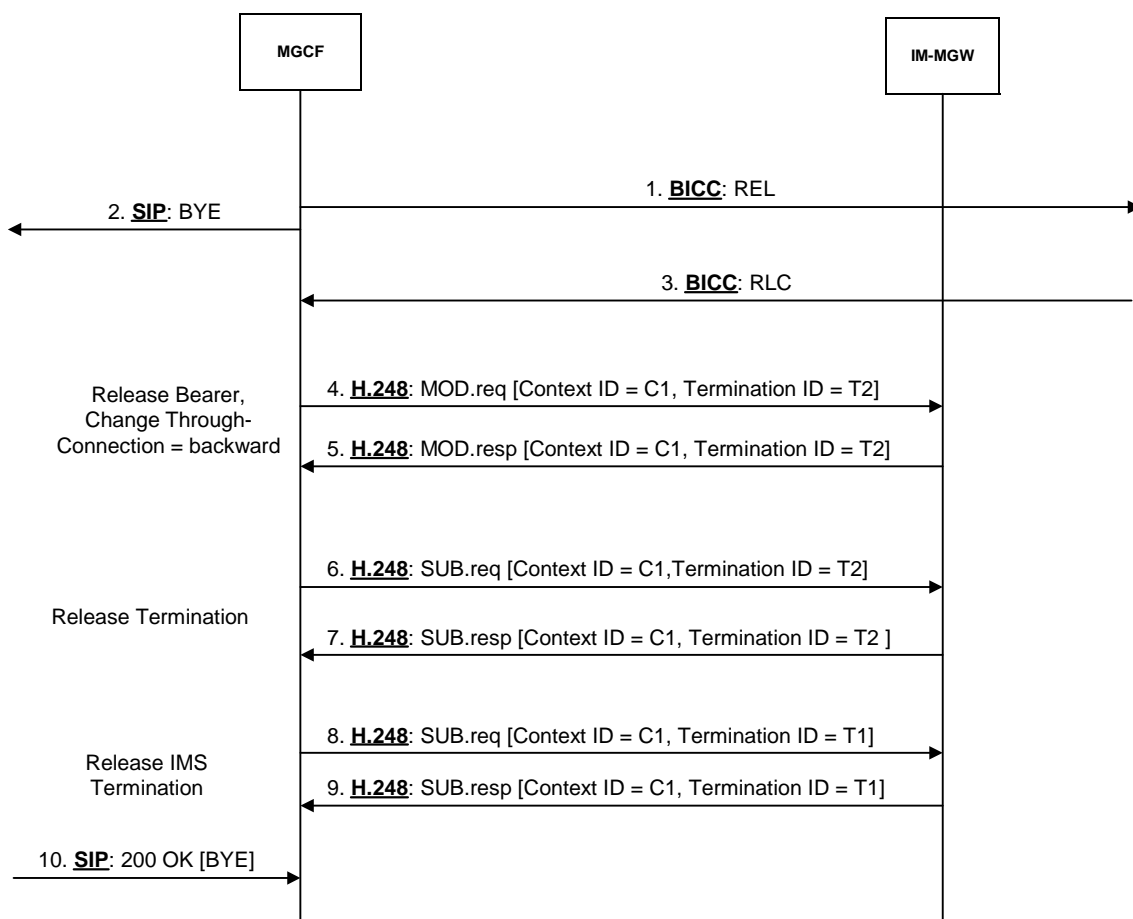 MGCF
IM-MGW
1. BICC: REL
2. SIP: BYE
3. BICC: RLC
Release Bearer,
Change Through-
Connection = backward
4. H.248: MOD.req [Context ID = C1, Termination ID = T2]
5. H.248: MOD.resp [Context ID = C1, Termination ID = T2]
6. H.248: SUB.req [Context ID = C1,Termination ID = T2]
Release Termination
7. H.248: SUB.resp [Context ID = C1, Termination ID = T2 ]
8. H.248: SUB.req [Context ID = C1, Termination ID = T1]
Release IMS
Termination
9. H.248: SUB.resp [Context ID = C1, Termination ID = T1]
10. SIP: 200 OK [BYE]